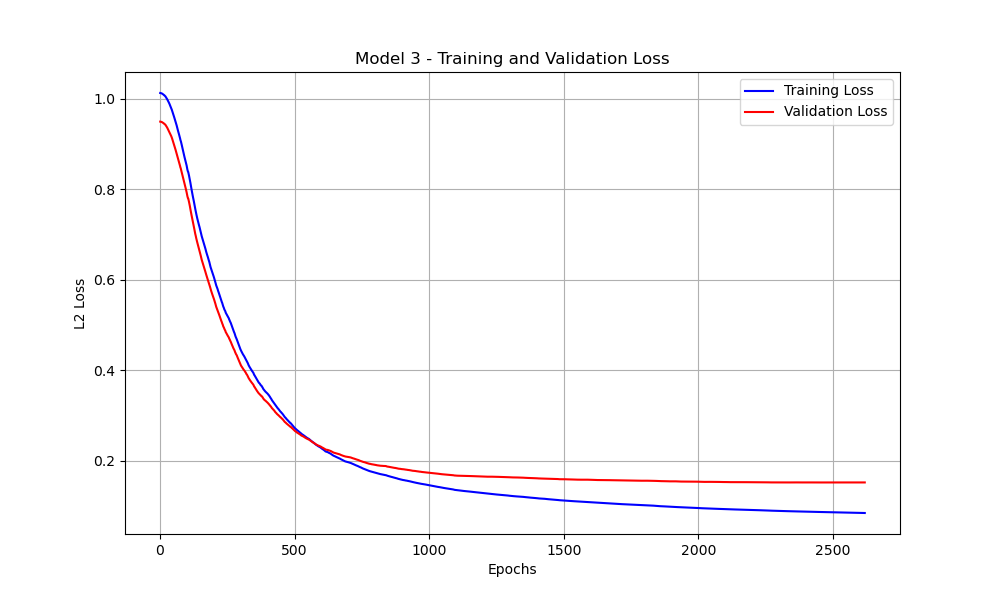 Model 3 - Training and Validation Loss
Training Loss
Validation Loss
L2 Loss
1.0
0.8
0.6
0.4
0.2
0
500
1000
1500
2000
2500
Epochs